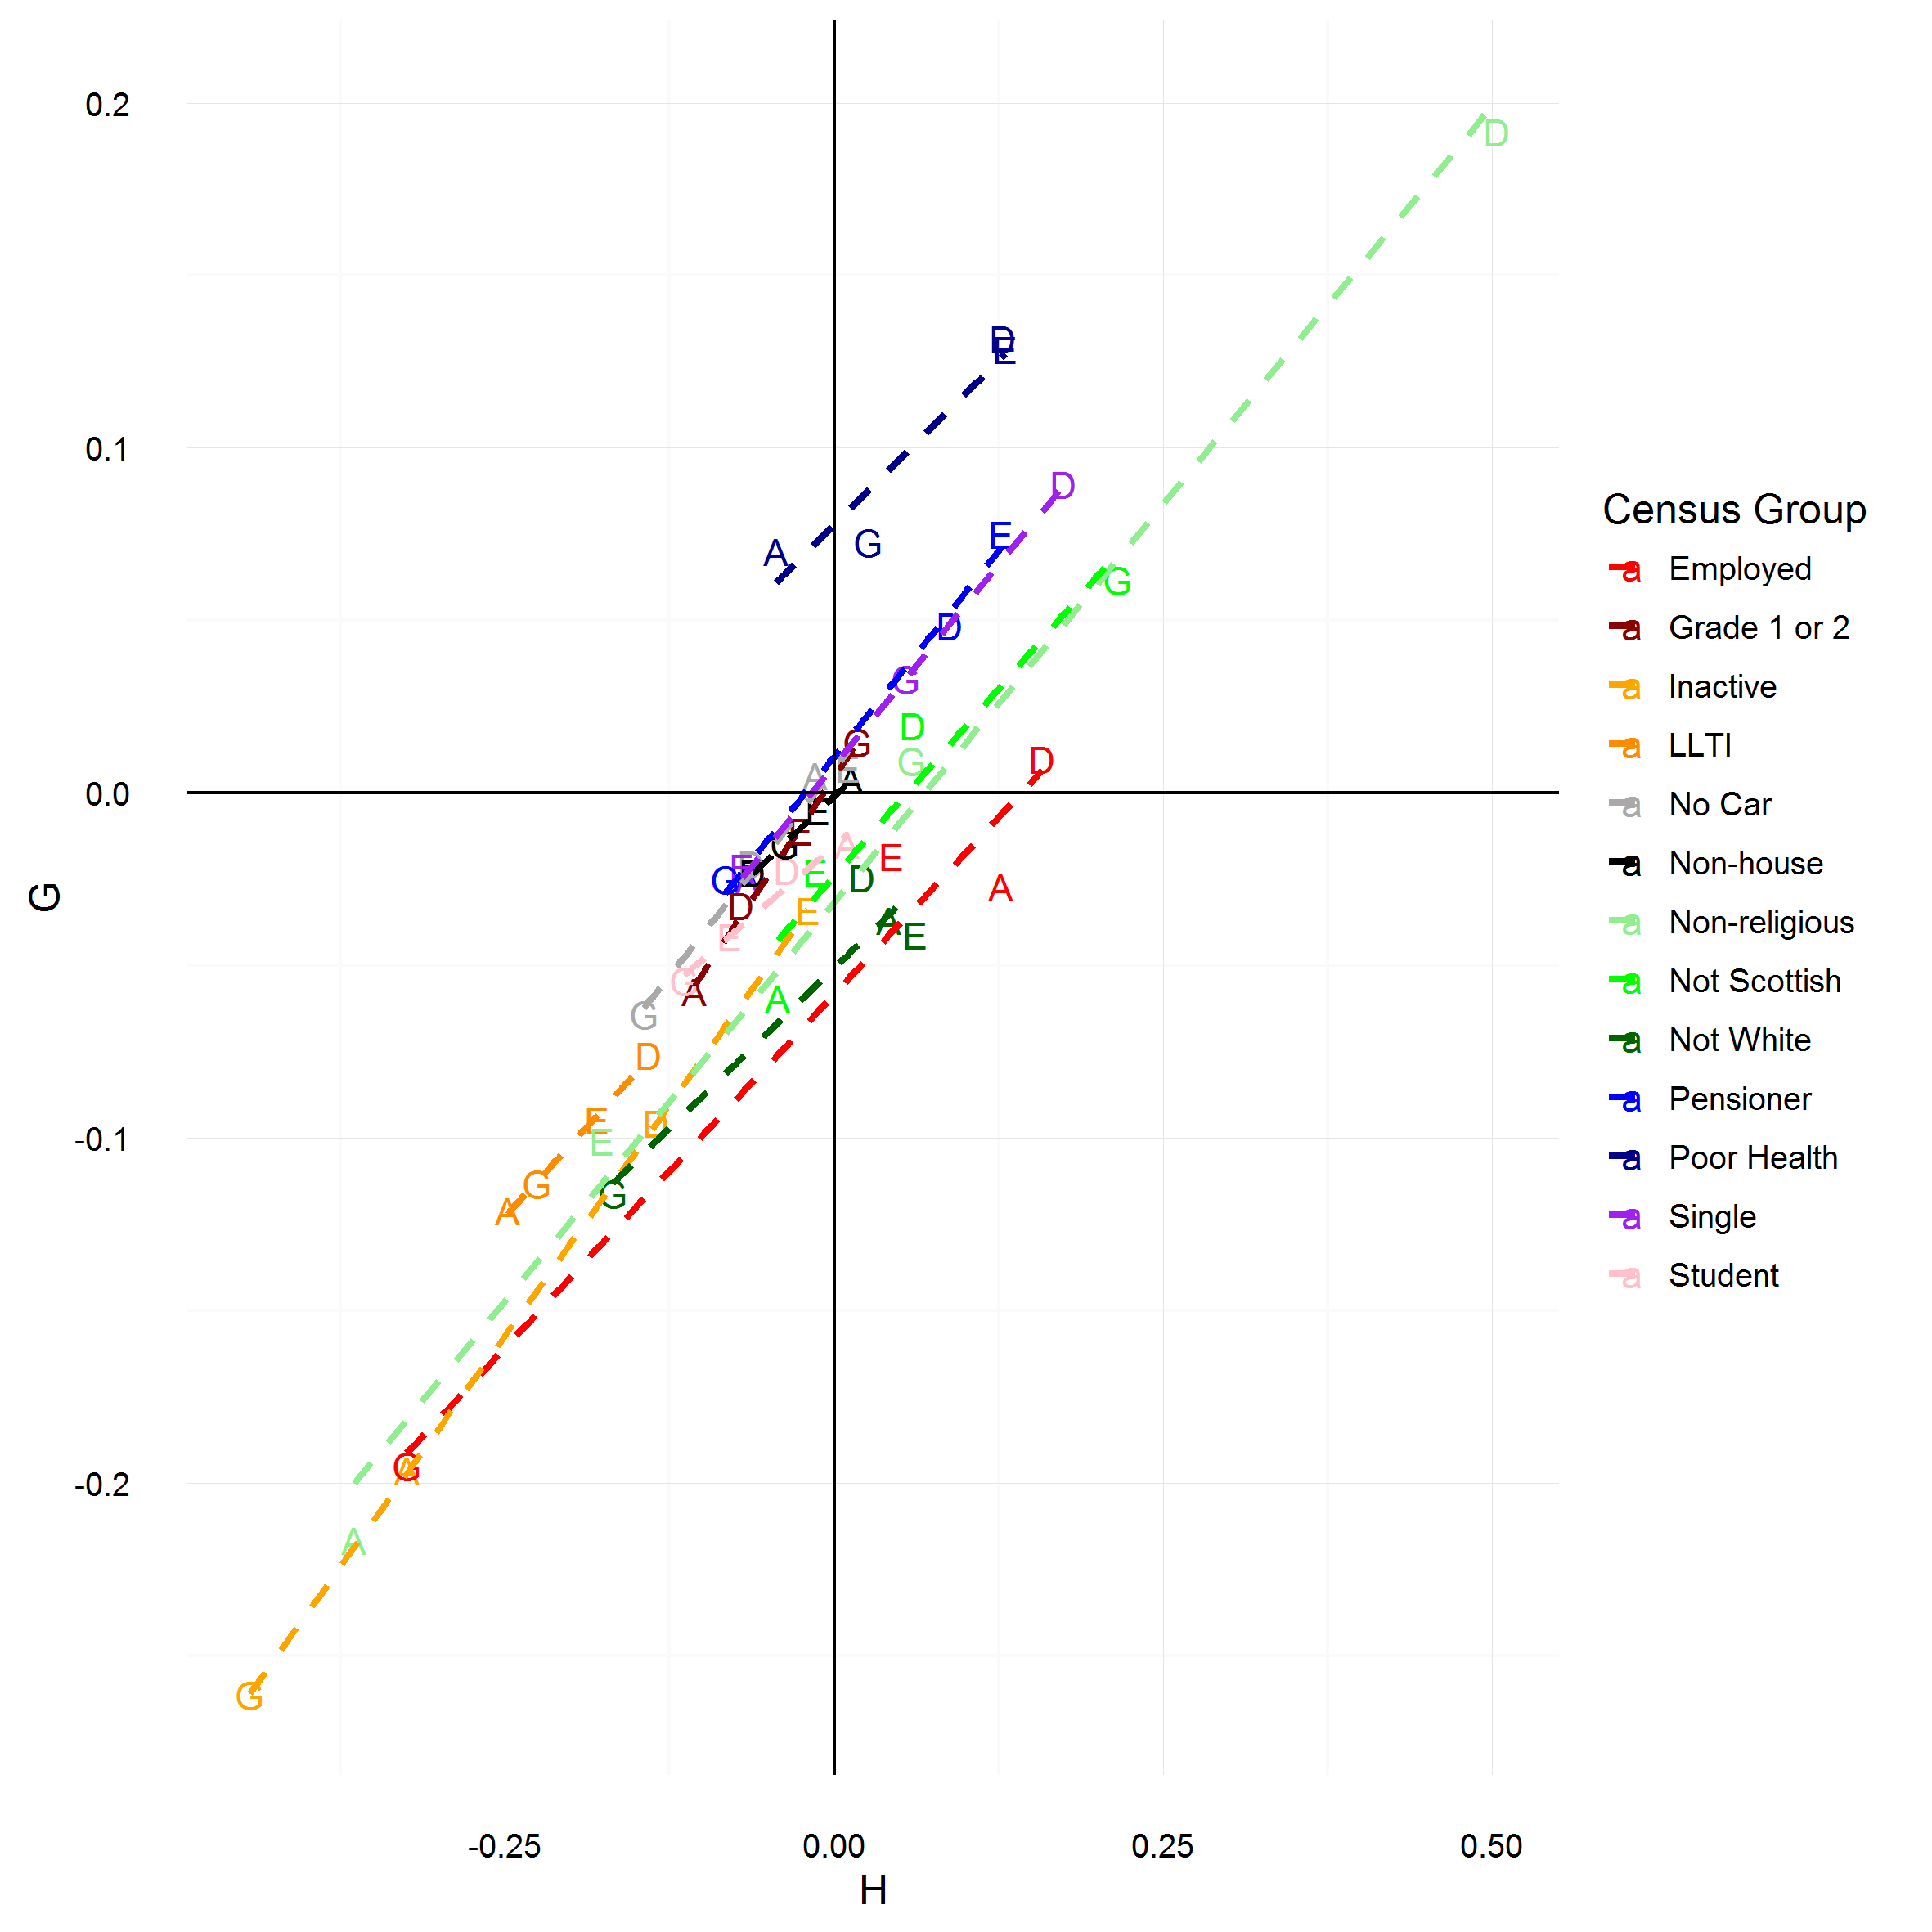 0.2
D
D
E
0.1
D
E
A
G
G
D
G
D
G
G
D
A
E
A
0.0
E
E
G
A
E
D
E
D
E
D
A
G
D
D
E
A
E
E
G
A
A
G
D
E
D
E
-0.1
G
A
G
G
A
-0.2
A
G
G
-0.25
0.00
0.25
0.50
H
Census Group
a Employed
a Grade 1 or 2
a Inactive
a LLTI
a No Car
a Non-house
a Non-religious
a Not Scottish
a Not White
a Pensioner
a Poor Health
a Single
a Student